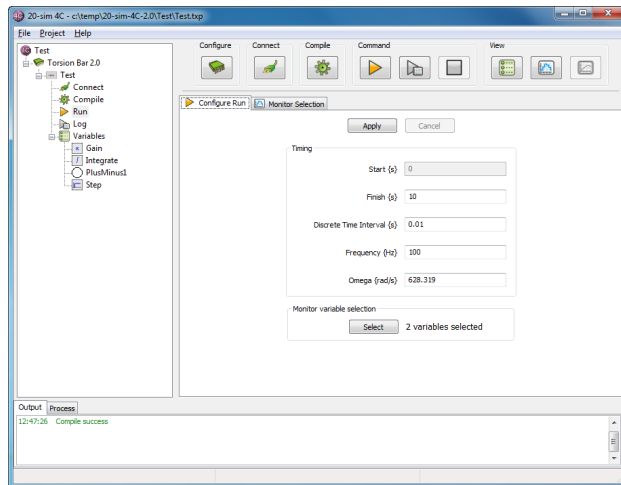 20-sim 4C - c:\temp\20-sim-4C-2.0\Test\Test.txp
File Project Help
Configure Connect Compile Command View
Test
Torsion Bar 2.0
Test
Connect
Compile
Run
Log
Variables
Gain
Integrate
PlusMinus1
Step
Configure Run Monitor Selection
Apply Cancel
Timing
Start {s} 0
Finish {s} 10
Discrete Time Interval {s} 0.01
Frequency {Hz} 100
Omega {rad/s} 628.319
Monitor variable selection
Select 2 variables selected
Output Process
12:47:26 Compile success